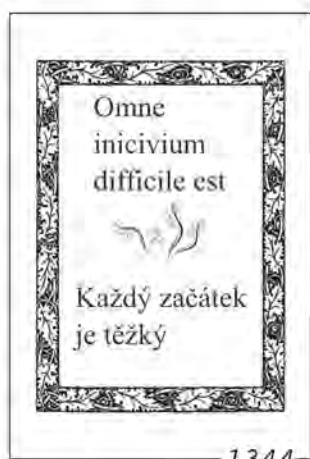 Omne
inicivium
difficile est
Každý začátek
je těžký
1344